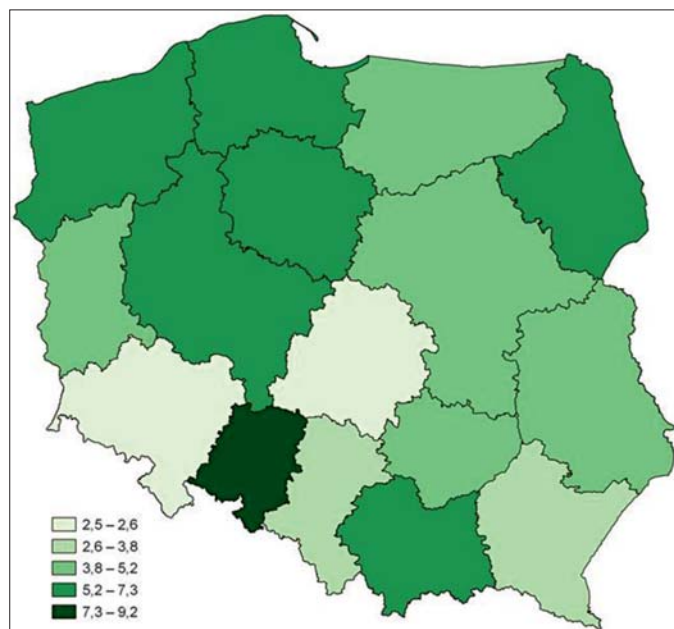 2,5 – 2,6
2,6 – 3,8
3,8 – 5,2
5,2 – 7,3
7,3 – 9,2